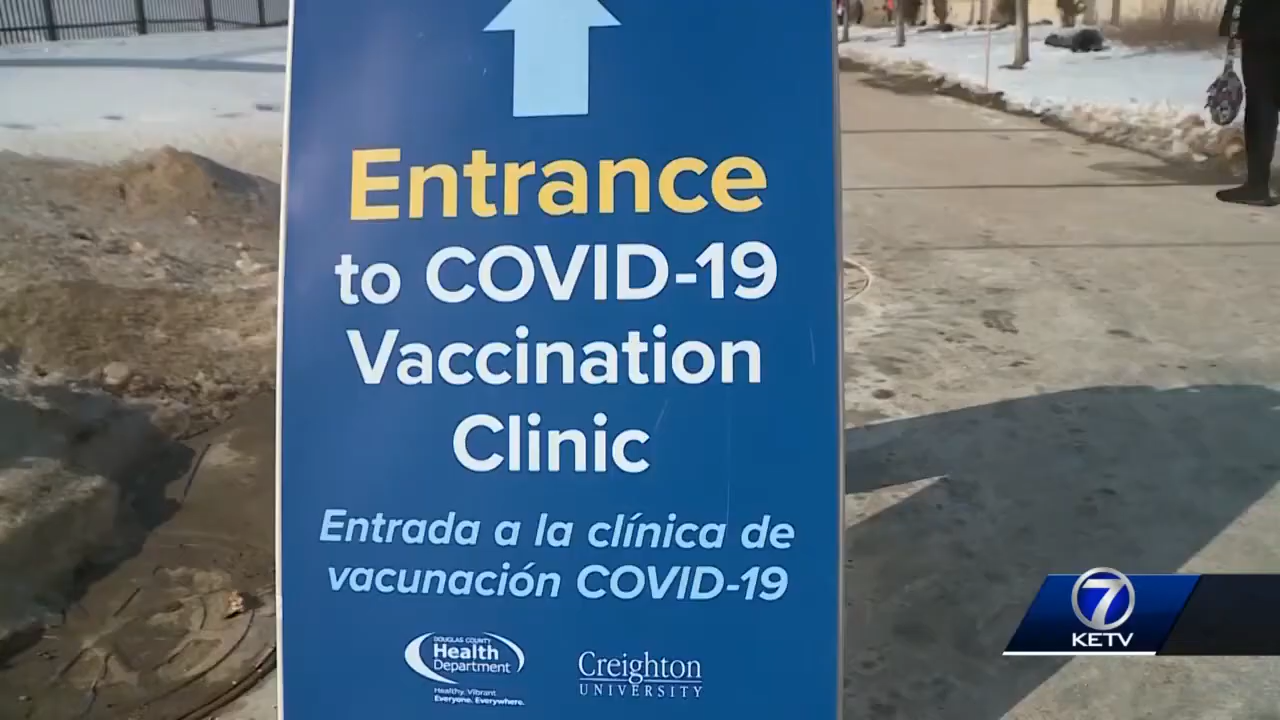 Entrance
to COVID-19
Vaccination
Clinic
Entrada a la clínica de
vacunación COVID-19
DOUGLAS COUNTY
Health
Department
Healthy. Vibrant.
Everyone. Everywhere.
Creighton
UNIVERSITY
7
KETV